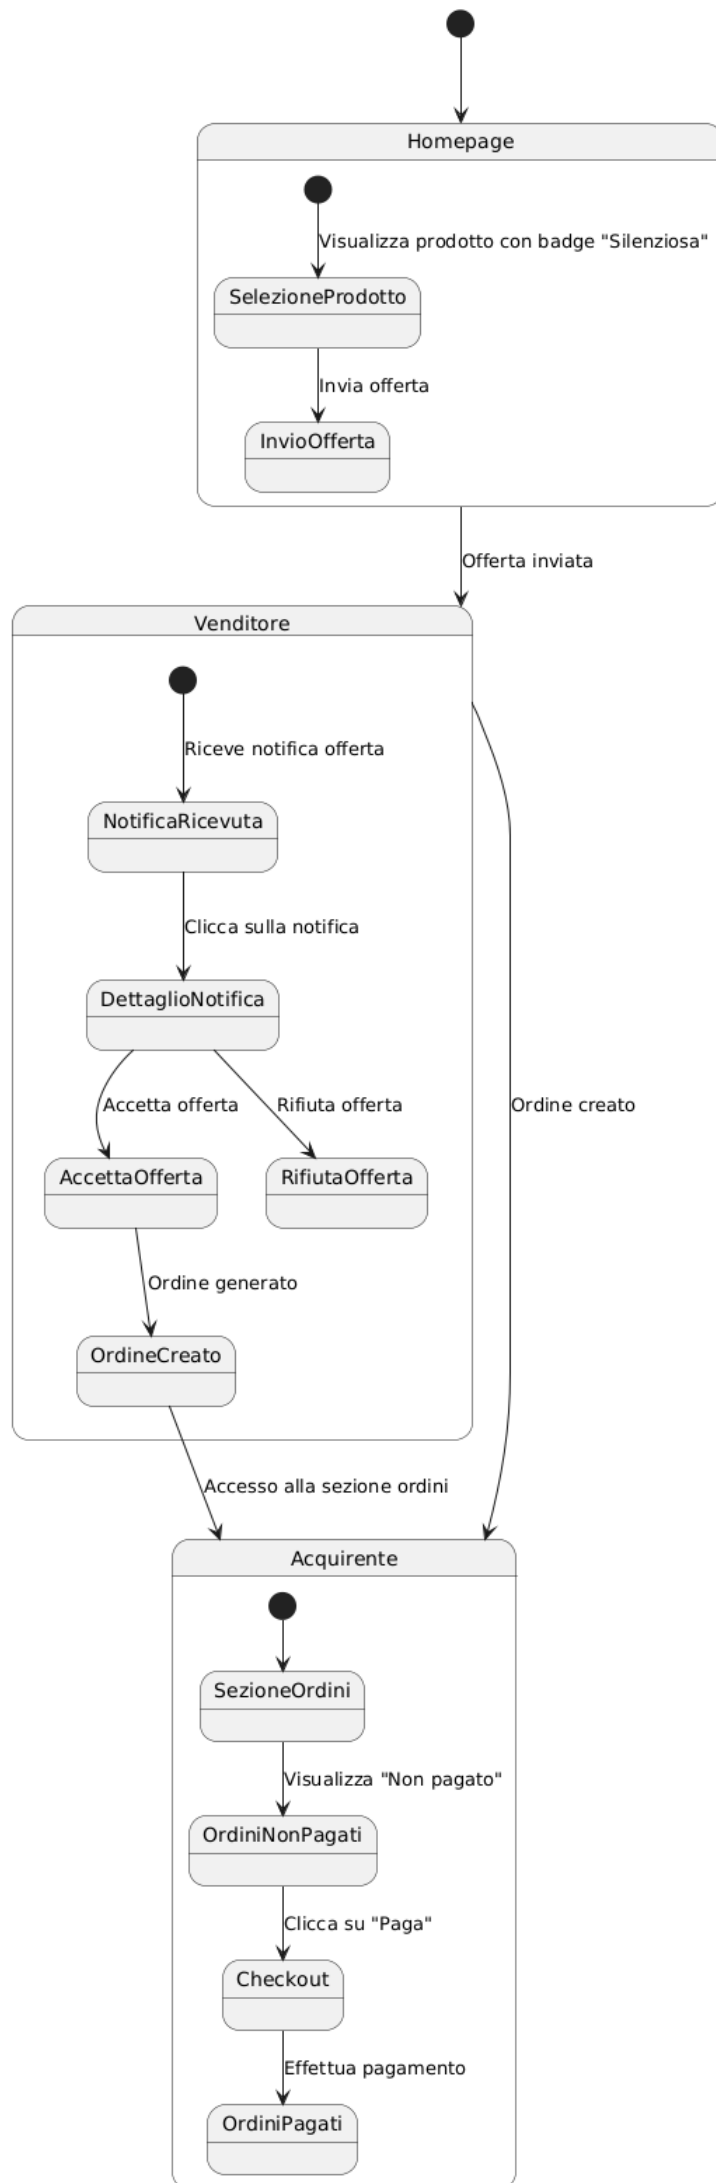 Homepage
Visualizza prodotto con badge "Silenziosa"
SelezioneProdotto
Invia offerta
InvioOfferta
Offerta inviata
Venditore
Riceve notifica offerta
NotificaRicevuta
Clicca sulla notifica
DettaglioNotifica
Accetta offerta
Rifiuta offerta
Ordine creato
AccettaOfferta
RifiutaOfferta
Ordine generato
OrdineCreato
Accesso alla sezione ordini
Acquirente
SezioneOrdini
Visualizza "Non pagato"
OrdiniNonPagati
Clicca su "Paga"
Checkout
Effettua pagamento
OrdiniPagati